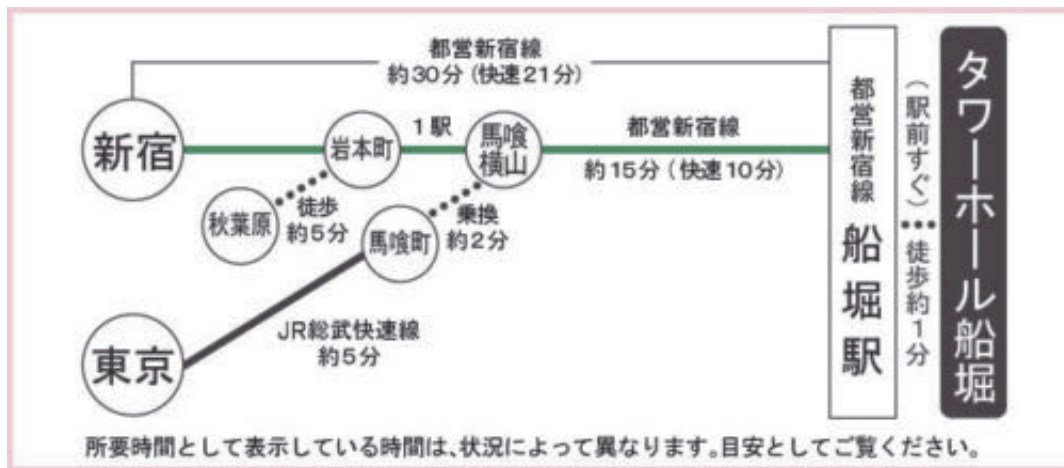 都営新宿線
約30分(快速21分)
新宿
岩本町
1駅
馬喰
横山
都営新宿線
約15分(快速10分)
秋葉原
徒歩
約5分
馬喰町
乗換
約2分
東京
JR総武快速線
約5分
都営新宿線 船堀駅
(駅前すぐ)
徒歩約1分
タワーホール船堀
所要時間として表示している時間は、状況によって異なります。目安としてご覧ください。